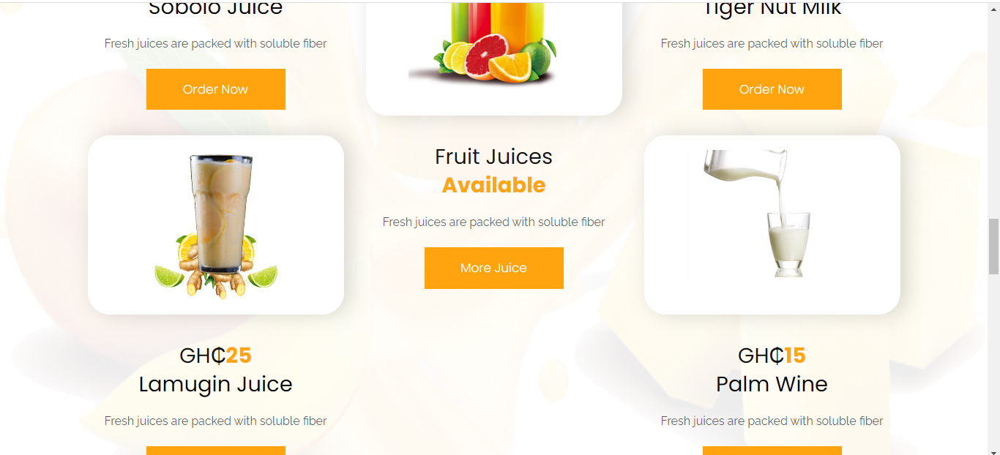 Sobolo Juice
Fresh juices are packed with soluble fiber
Order Now
Fruit Juices
Available
Fresh juices are packed with soluble fiber
More Juice
Tiger Nut Milk
Fresh juices are packed with soluble fiber
Order Now
GH₵25
Lamugin Juice
Fresh juices are packed with soluble fiber
GH₵15
Palm Wine
Fresh juices are packed with soluble fiber